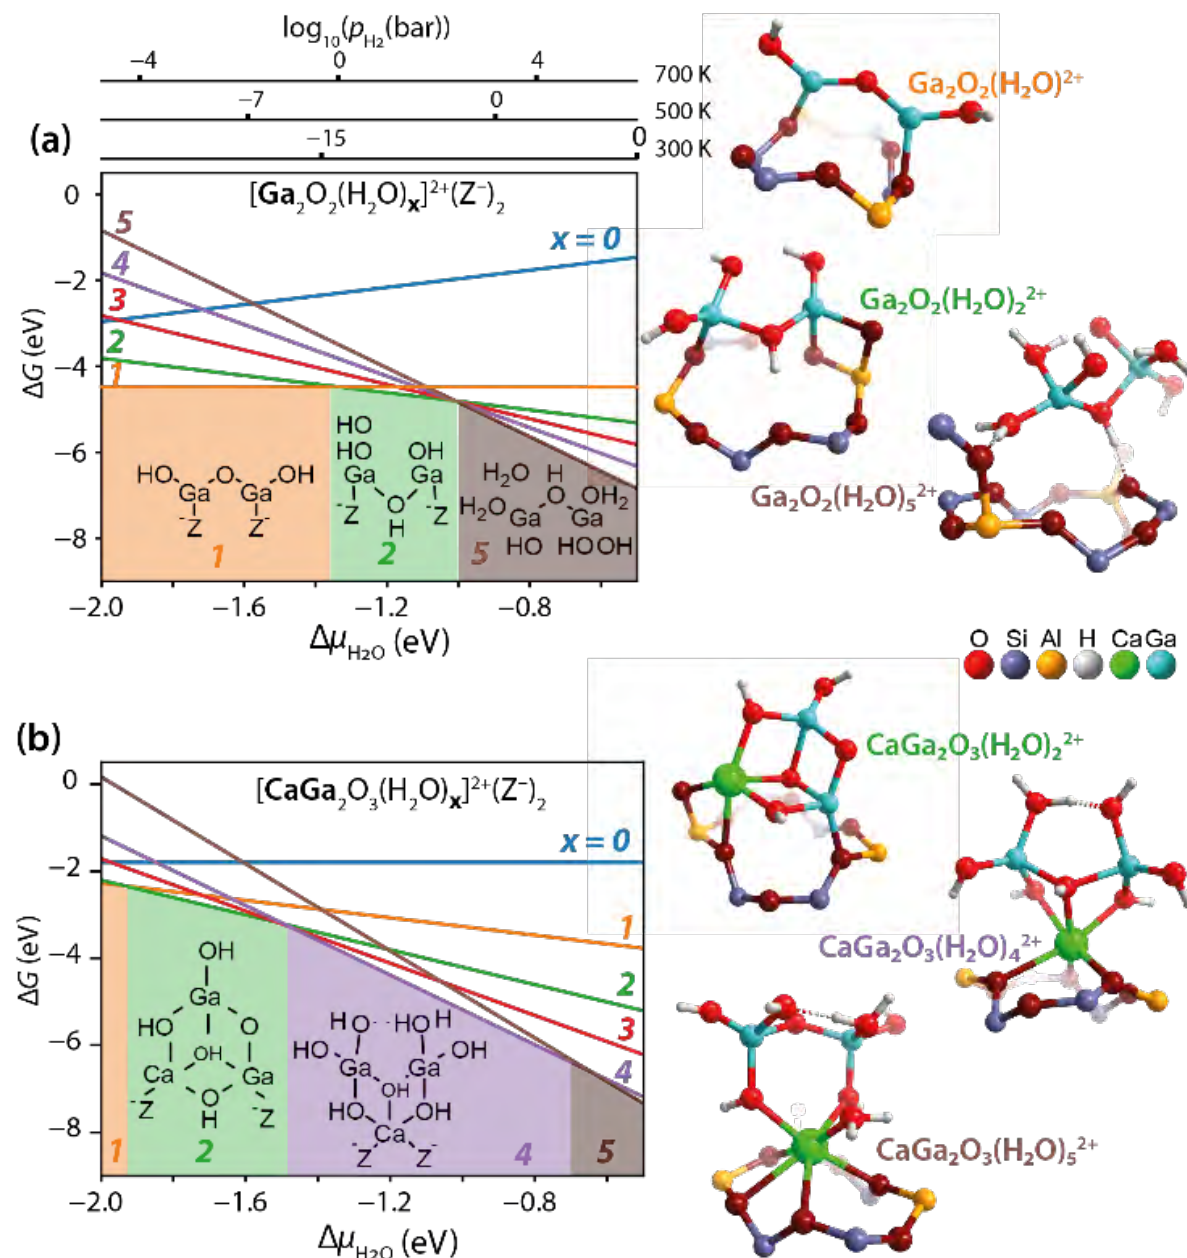 log₁₀(p_H₂(bar))
−4 0 4
700 K
−7 0
500 K
(a)
−15 0
300 K
[Ga₂O₂(H₂O)ₓ]²⁺(Z⁻)₂
0
−2
−4
−6
−8
ΔG (eV)
5
4
3
2
1
x = 0
HO O OH
Ga Ga
⁻Z Z⁻
1
HO
HO OH
Ga Ga
⁻Z O ⁻Z
H
2
H₂O H
O OH₂
H₂O Ga Ga
HO HOOH
5
−2.0 −1.6 −1.2 −0.8
Δμ_H₂O (eV)
Ga₂O₂(H₂O)²⁺
Ga₂O₂(H₂O)₂²⁺
Ga₂O₂(H₂O)₅²⁺
O Si Al H Ca Ga
(b)
[CaGa₂O₃(H₂O)ₓ]²⁺(Z⁻)₂
0
−2
−4
−6
−8
ΔG (eV)
x = 0
1
2
3
4
OH
Ga
HO O
OH
Ca Ga
⁻Z O ⁻Z
H
1 2
H H H
O HO
HO OH
Ga Ga
OH
HO OH
Ca
Z⁻ ⁻Z
4 5
−2.0 −1.6 −1.2 −0.8
Δμ_H₂O (eV)
CaGa₂O₃(H₂O)₂²⁺
CaGa₂O₃(H₂O)₄²⁺
CaGa₂O₃(H₂O)₅²⁺